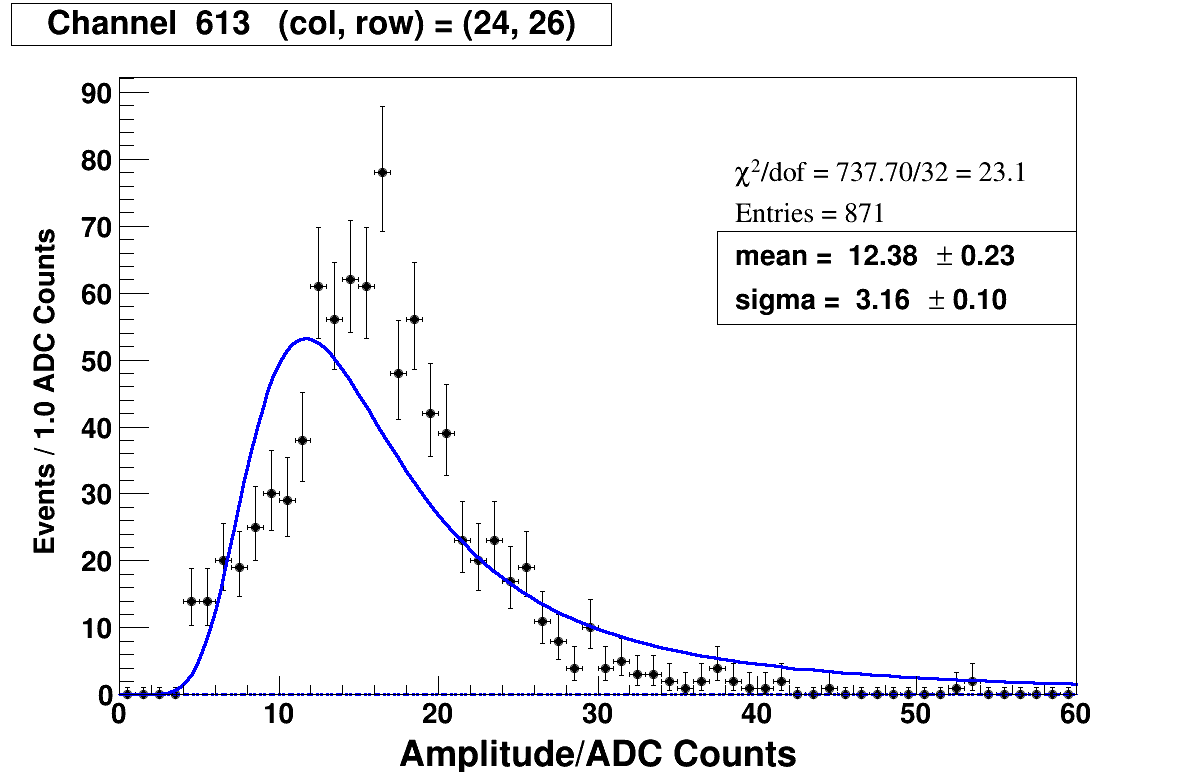 Channel 613 (col, row) = (24, 26)
90
80
70
60
50
40
30
20
10
0
Events / 1.0 ADC Counts
χ²/dof = 737.70/32 = 23.1
Entries = 871
mean = 12.38 ± 0.23
sigma = 3.16 ± 0.10
0 10 20 30 40 50 60
Amplitude/ADC Counts